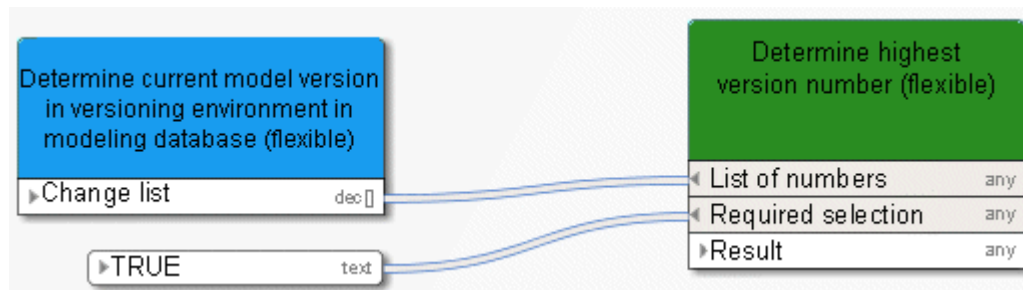 Determine current model version
in versioning environment in
modeling database (flexible)
Change list dec[]
TRUE text
Determine highest
version number (flexible)
List of numbers any
Required selection any
Result any